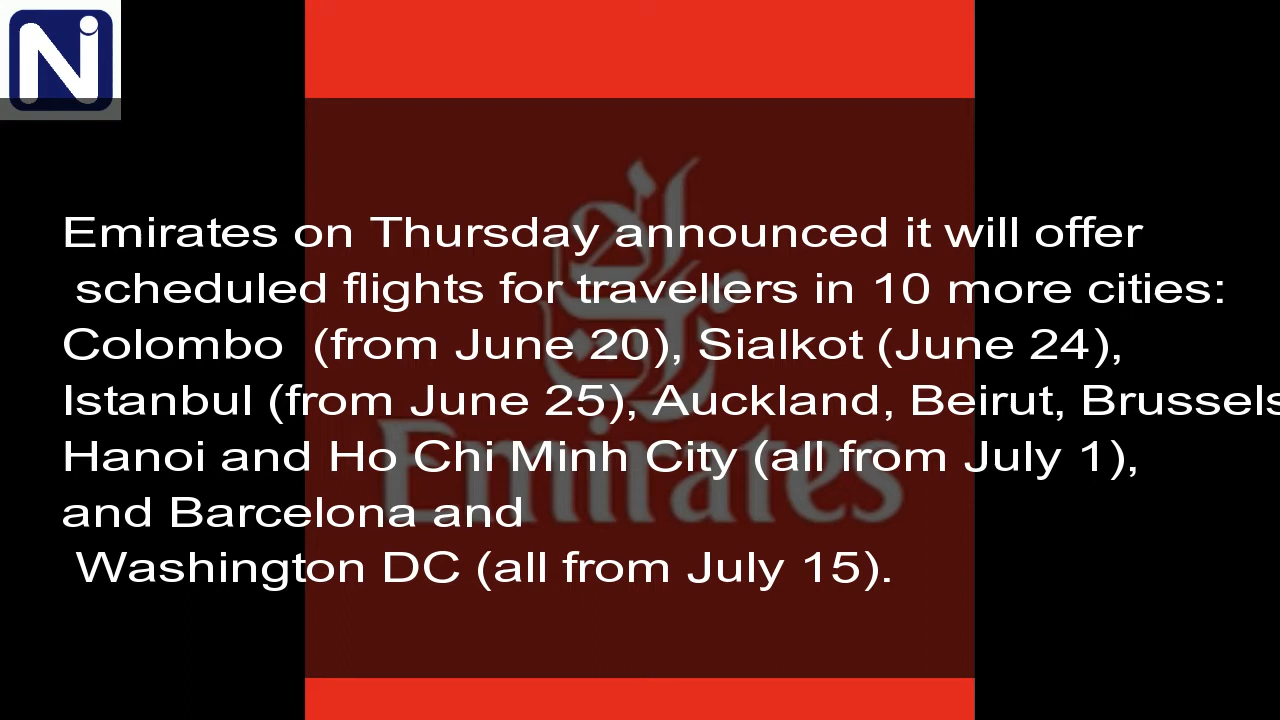 Ni
Emirates on Thursday announced it will offer
scheduled flights for travellers in 10 more cities:
Colombo (from June 20), Sialkot (June 24),
Istanbul (from June 25), Auckland, Beirut, Brussels
Hanoi and Ho Chi Minh City (all from July 1),
and Barcelona and
Washington DC (all from July 15).
Emirates